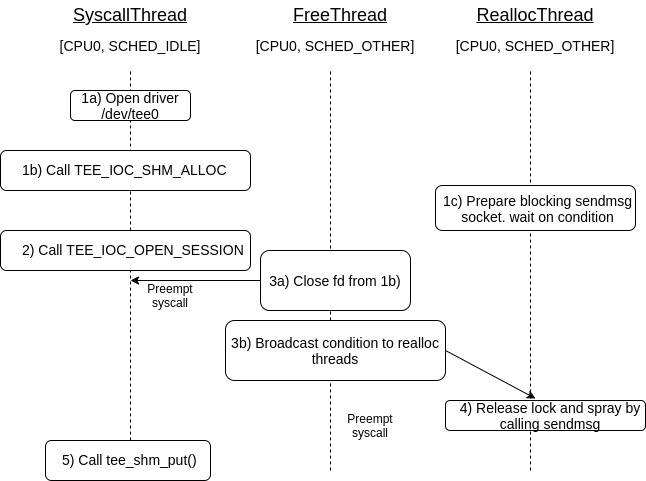 SyscallThread
FreeThread
ReallocThread
[CPU0, SCHED_IDLE]
[CPU0, SCHED_OTHER]
[CPU0, SCHED_OTHER]
1a) Open driver
/dev/tee0
1b) Call TEE_IOC_SHM_ALLOC
1c) Prepare blocking sendmsg
socket. wait on condition
2) Call TEE_IOC_OPEN_SESSION
3a) Close fd from 1b)
Preempt
syscall
3b) Broadcast condition to realloc
threads
4) Release lock and spray by
calling sendmsg
Preempt
syscall
5) Call tee_shm_put()